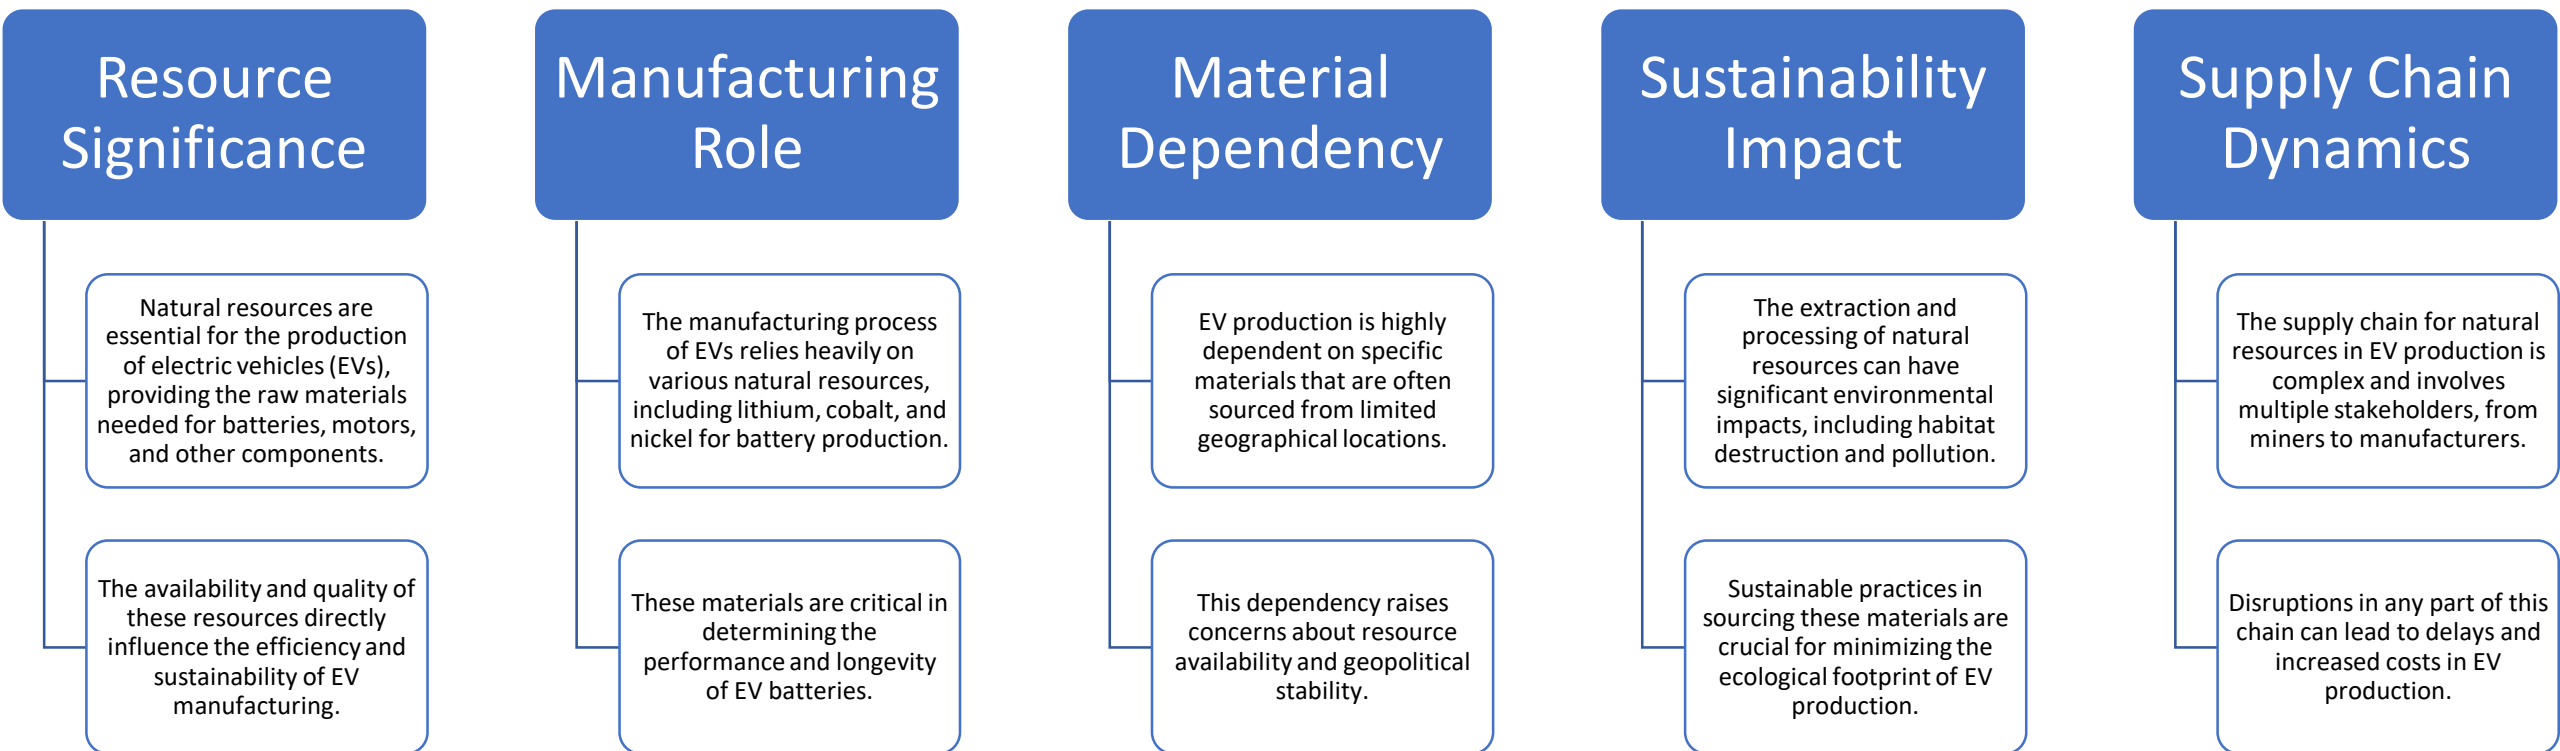 Resource
Significance
Natural resources are
essential for the production
of electric vehicles (EVs),
providing the raw materials
needed for batteries, motors,
and other components.
The availability and quality of
these resources directly
influence the efficiency and
sustainability of EV
manufacturing.
Manufacturing
Role
The manufacturing process
of EVs relies heavily on
various natural resources,
including lithium, cobalt, and
nickel for battery production.
These materials are critical in
determining the
performance and longevity
of EV batteries.
Material
Dependency
EV production is highly
dependent on specific
materials that are often
sourced from limited
geographical locations.
This dependency raises
concerns about resource
availability and geopolitical
stability.
Sustainability
Impact
The extraction and
processing of natural
resources can have
significant environmental
impacts, including habitat
destruction and pollution.
Sustainable practices in
sourcing these materials are
crucial for minimizing the
ecological footprint of EV
production.
Supply Chain
Dynamics
The supply chain for natural
resources in EV production is
complex and involves
multiple stakeholders, from
miners to manufacturers.
Disruptions in any part of this
chain can lead to delays and
increased costs in EV
production.